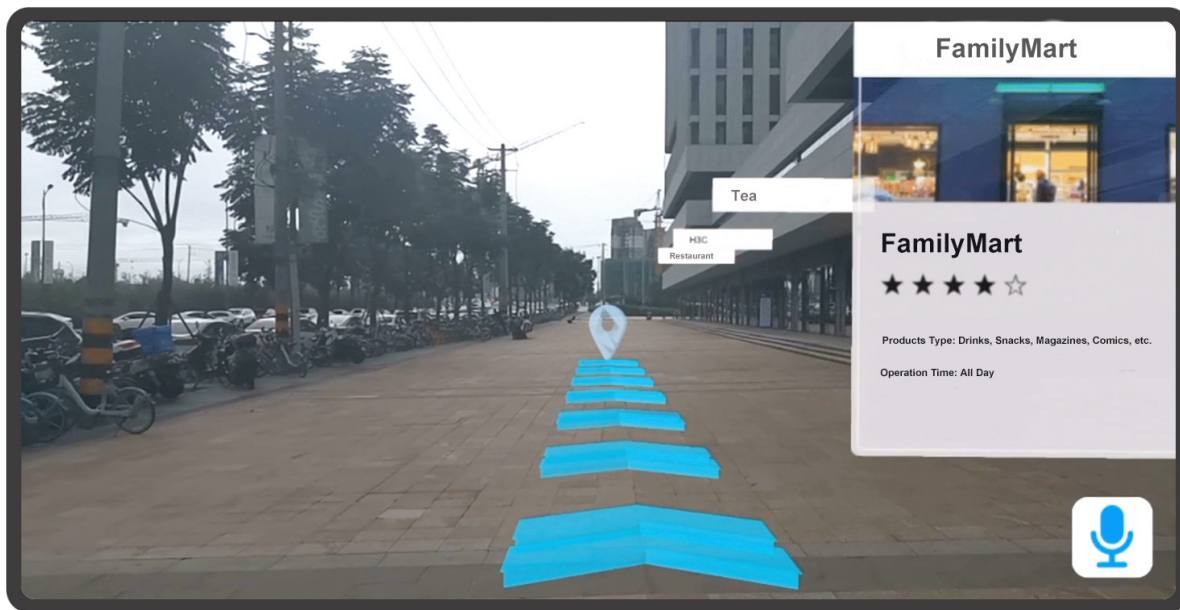 FamilyMart
Tea
H3C
Restaurant
FamilyMart
Products Type: Drinks, Snacks, Magazines, Comics, etc.
Operation Time: All Day